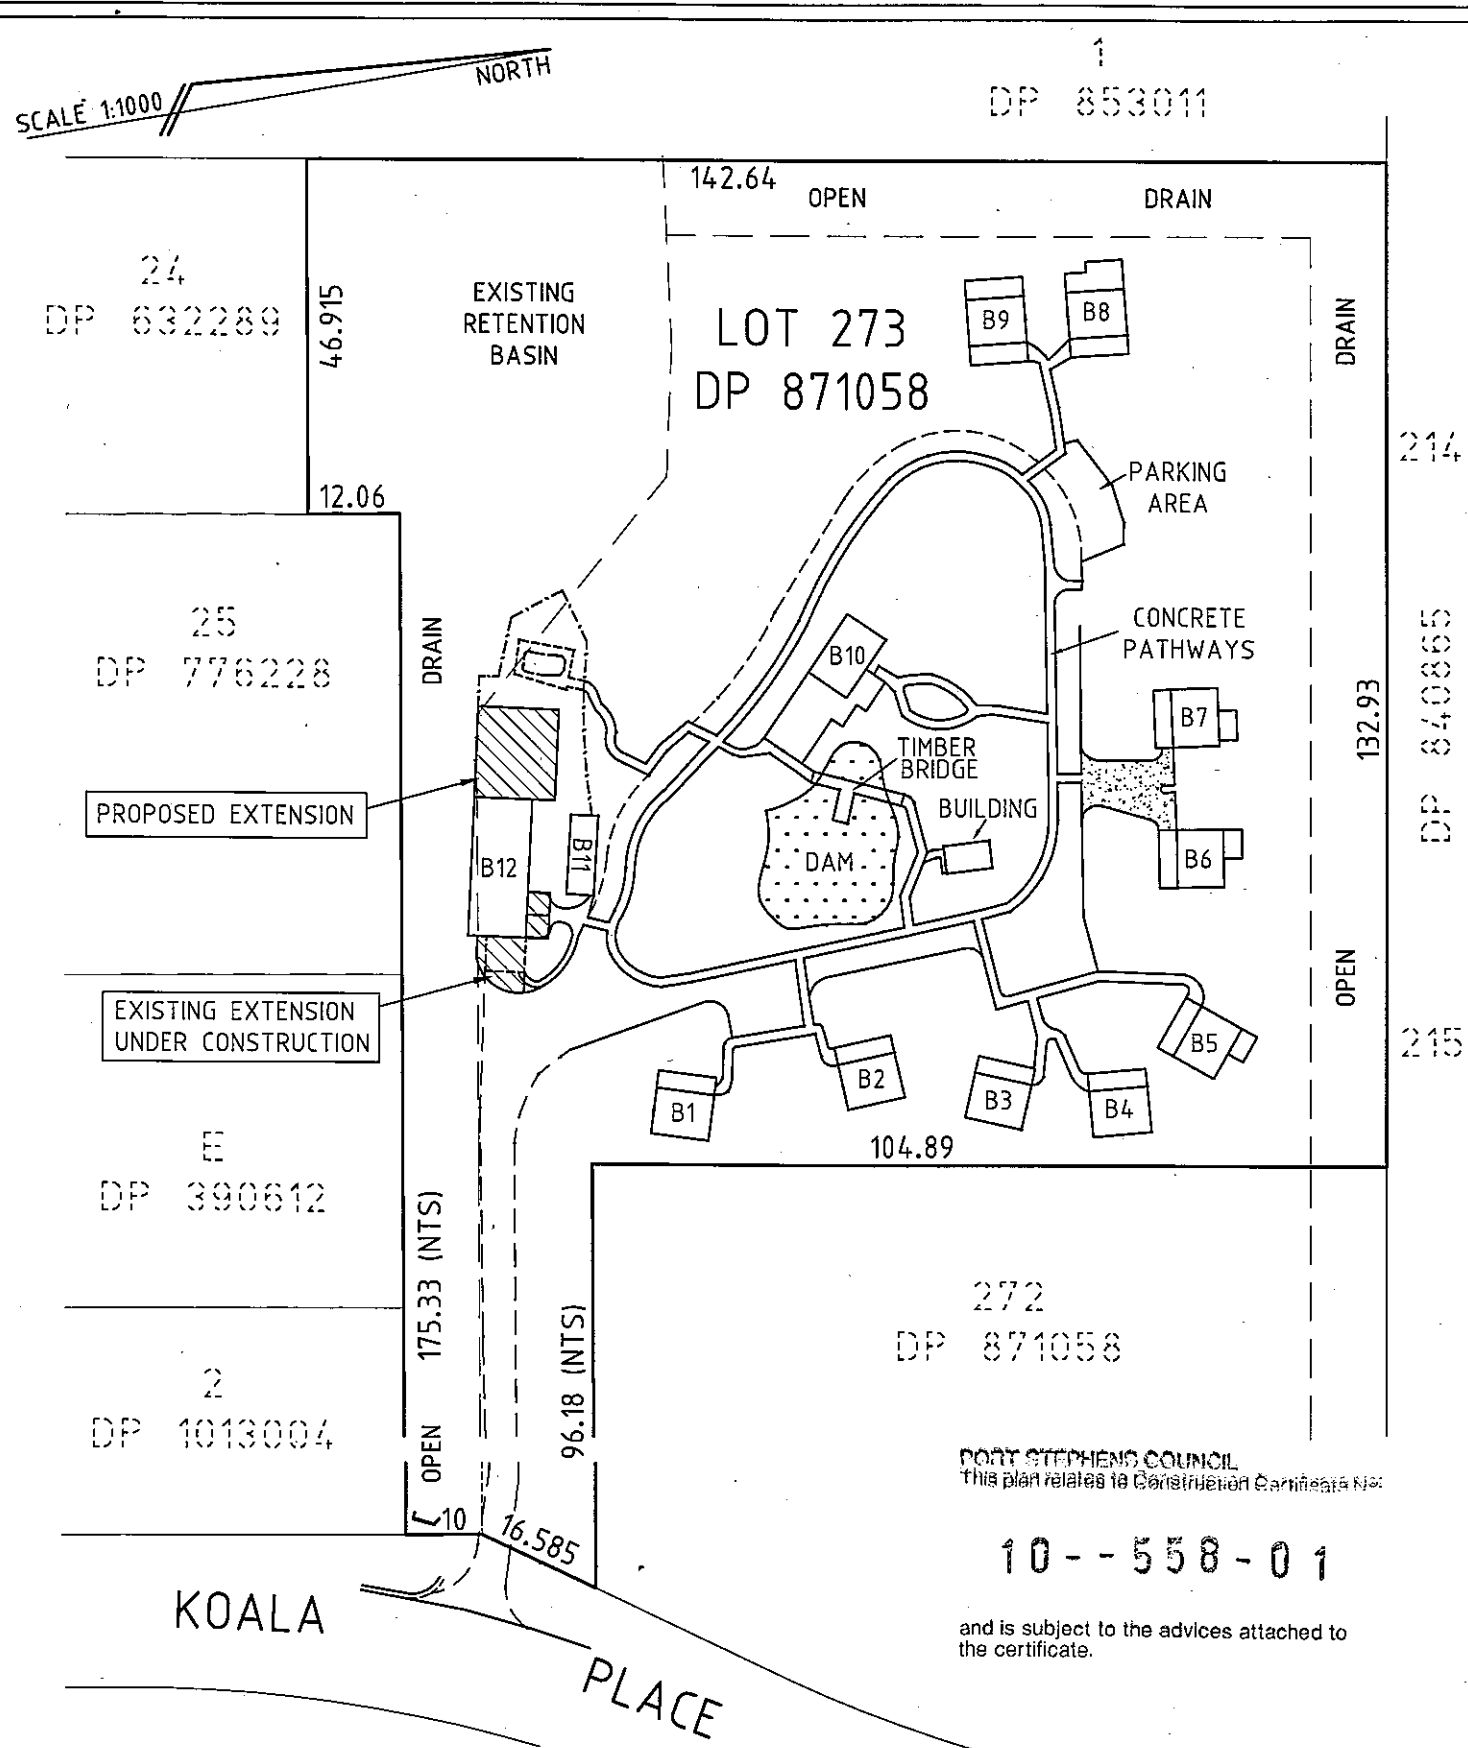 SCALE 1:1000
NORTH
1
DP 853011
142.64
OPEN
DRAIN
24
DP 632289
46.915
EXISTING
RETENTION
BASIN
LOT 273
DP 871058
B9
B8
DRAIN
214
12.06
PARKING
AREA
25
DP 776228
DRAIN
CONCRETE
PATHWAYS
B10
B7
132.93
DP 840865
TIMBER
BRIDGE
PROPOSED EXTENSION
BUILDING
B12
B11
DAM
B6
OPEN
EXISTING EXTENSION
UNDER CONSTRUCTION
B5
215
B1
B2
B3
B4
104.89
E
DP 390612
175.33 (NTS)
272
DP 871058
96.18 (NTS)
2
DP 1013004
OPEN
10
16.585
PORT STEPHENS COUNCIL
This plan relates to Construction Certificate No:
10--558-01
and is subject to the advices attached to
the certificate.
KOALA
PLACE